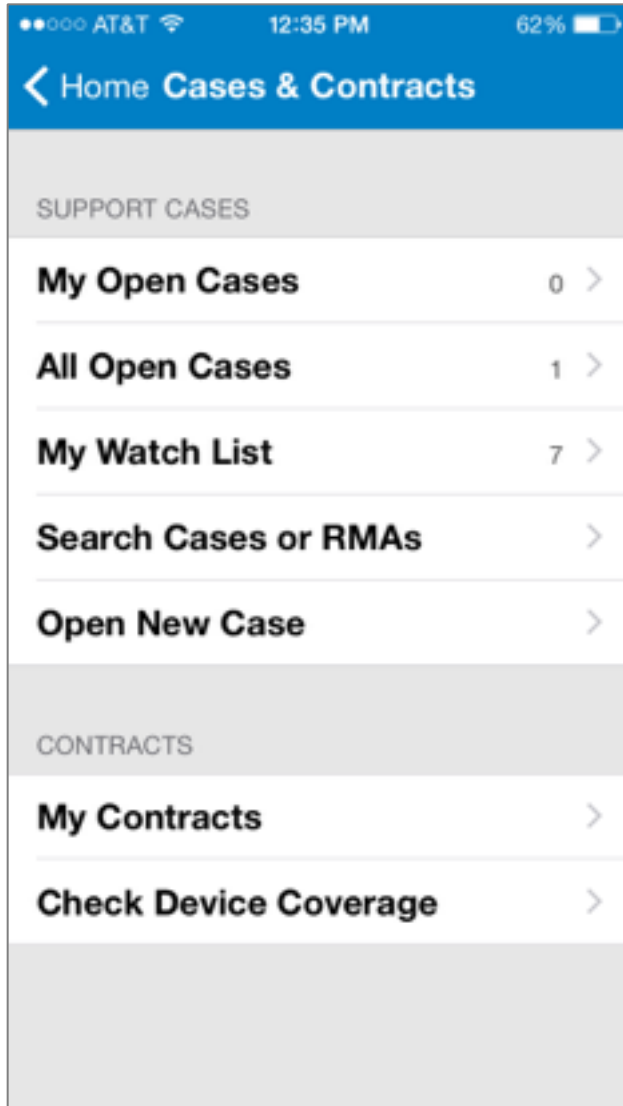 AT&T 12:35 PM 62%
Home Cases & Contracts
SUPPORT CASES
My Open Cases 0
All Open Cases 1
My Watch List 7
Search Cases or RMAs
Open New Case
CONTRACTS
My Contracts
Check Device Coverage